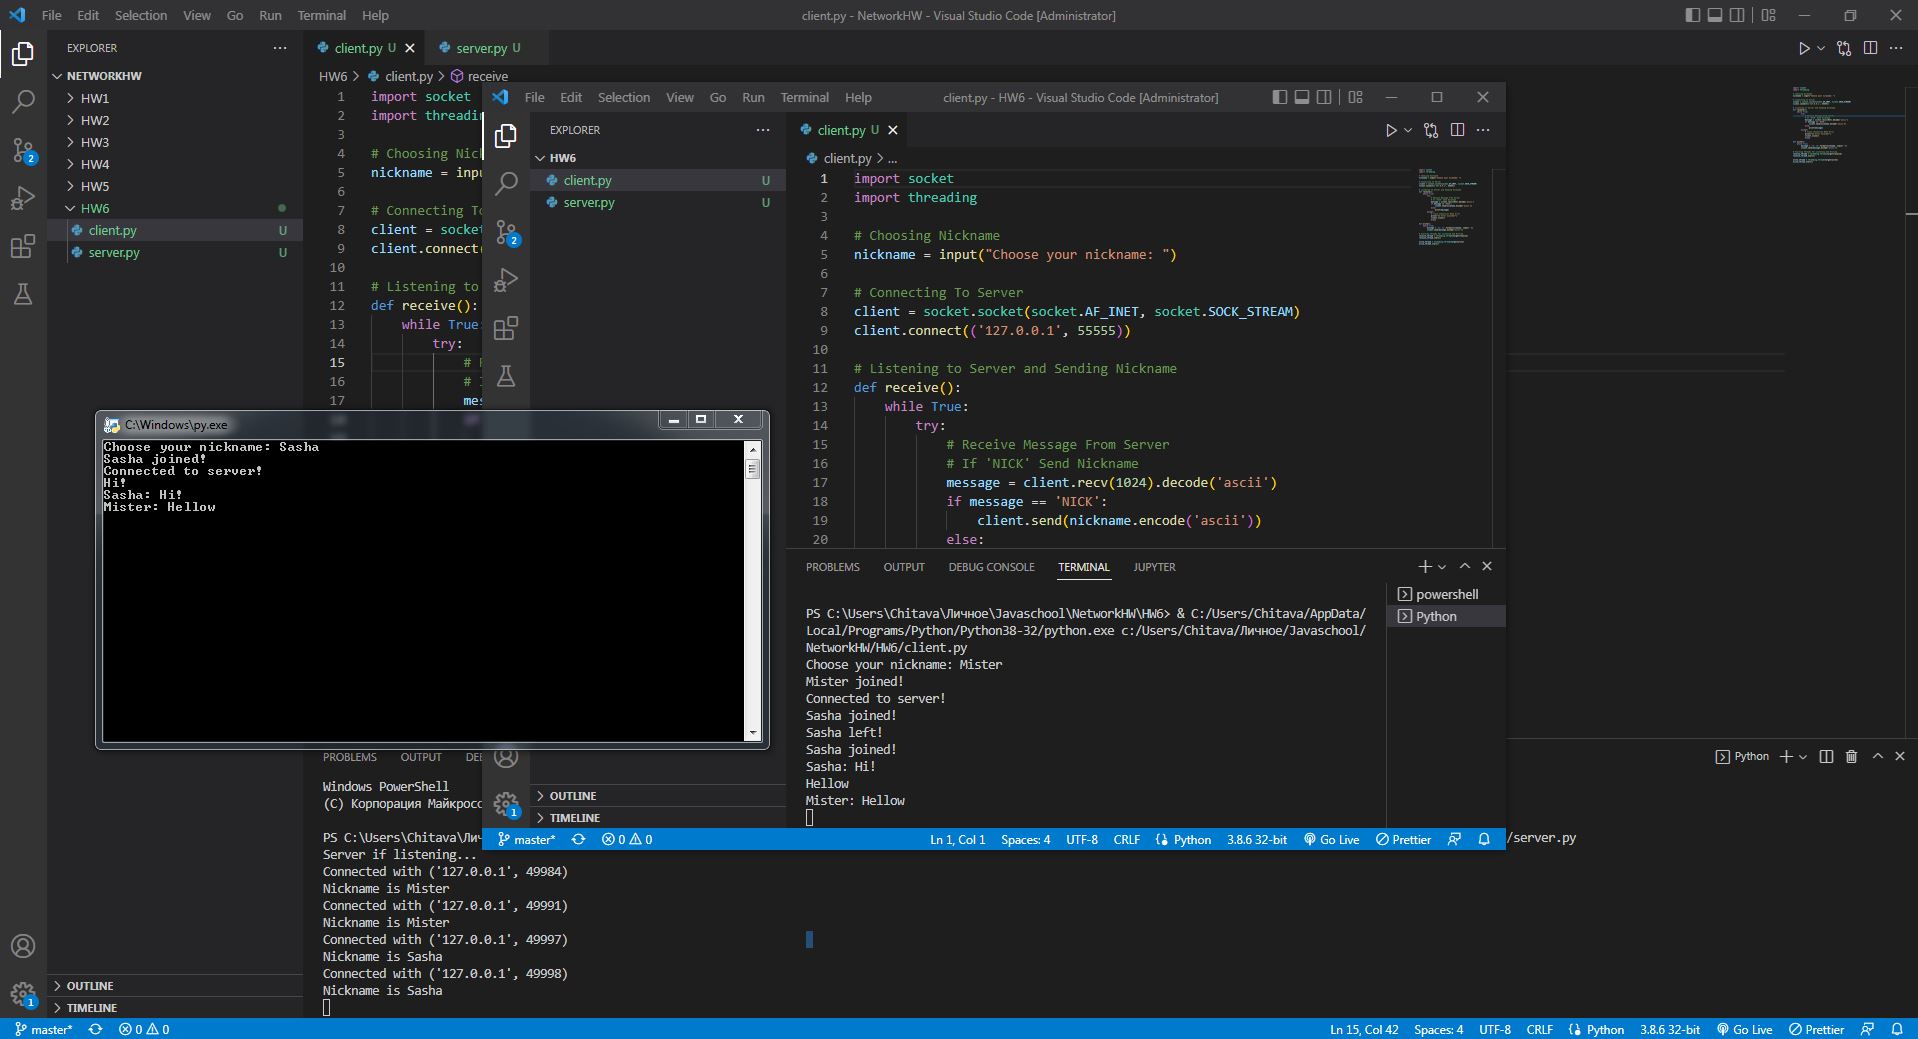 File Edit Selection View Go Run Terminal Help
client.py - NetworkHW - Visual Studio Code [Administrator]
EXPLORER
NETWORKHW
HW1
HW2
HW3
HW4
HW5
HW6
client.py U
server.py U
OUTLINE
TIMELINE
2
1
client.py U
server.py U
HW6 > client.py > receive
1 import socket
2
3
4 # Choosing
5 nickname =
6
7 # Connecting
8 client =
9 client.connect(
10
11 # Listening to
12 def receive():
13 while True:
14 try:
15 #
16 #
17
File Edit Selection View Go Run Terminal Help
client.py - HW6 - Visual Studio Code [Administrator]
EXPLORER
HW6
client.py U
server.py U
OUTLINE
TIMELINE
2
1
client.py U
client.py > ...
1 import socket
2 import threading
3
4 # Choosing Nickname
5 nickname = input("Choose your nickname: ")
6
7 # Connecting To Server
8 client = socket.socket(socket.AF_INET, socket.SOCK_STREAM)
9 client.connect(('127.0.0.1', 55555))
10
11 # Listening to Server and Sending Nickname
12 def receive():
13 while True:
14 try:
15 # Receive Message From Server
16 # If 'NICK' Send Nickname
17 message = client.recv(1024).decode('ascii')
18 if message == 'NICK':
19 client.send(nickname.encode('ascii'))
20 else:
PROBLEMS OUTPUT DEBUG CONSOLE TERMINAL JUPYTER
powershell
Python
PS C:\Users\Chitava\Личное\Javaschool\NetworkHW\HW6> & C:/Users/Chitava/AppData/
Local/Programs/Python/Python38-32/python.exe c:/Users/Chitava/Личное/Javaschool/
NetworkHW/HW6/client.py
Choose your nickname: Mister
Mister joined!
Connected to server!
Sasha joined!
Sasha left!
Sasha joined!
Sasha: Hi!
Hellow
Mister: Hellow
master* 0 0 Ln 1, Col 1 Spaces: 4 UTF-8 CRLF Python 3.8.6 32-bit Go Live Prettier
C:\Windows\py.exe
Choose your nickname: Sasha
Sasha joined!
Connected to server!
Hi!
Sasha: Hi!
Mister: Hellow
PROBLEMS OUTPUT
Python
Windows PowerShell
(C) Корпорация
PS /server.py
Server if listening...
Connected with ('127.0.0.1', 49984)
Nickname is Mister
Connected with ('127.0.0.1', 49991)
Nickname is Mister
Connected with ('127.0.0.1', 49997)
Nickname is Sasha
Connected with ('127.0.0.1', 49998)
Nickname is Sasha
master* 0 0 Ln 15, Col 42 Spaces: 4 UTF-8 CRLF Python 3.8.6 32-bit Go Live Prettier